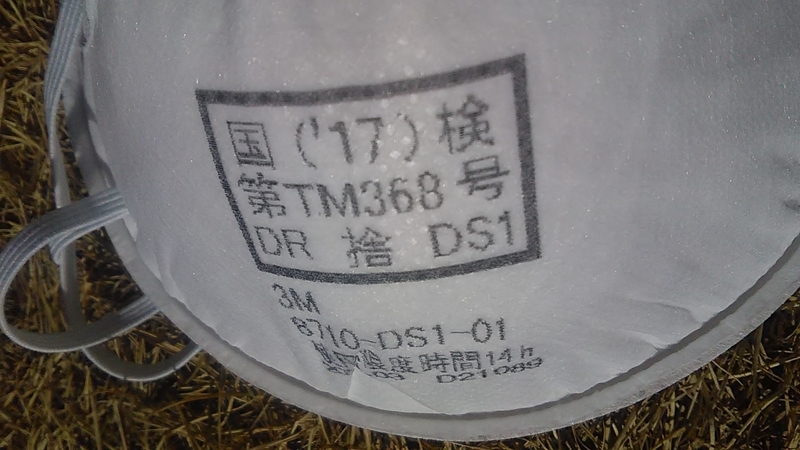 国('17)検
第TM368号
DR 捨 DS1
3M
8710-DS1-01
度時間14h
D21089